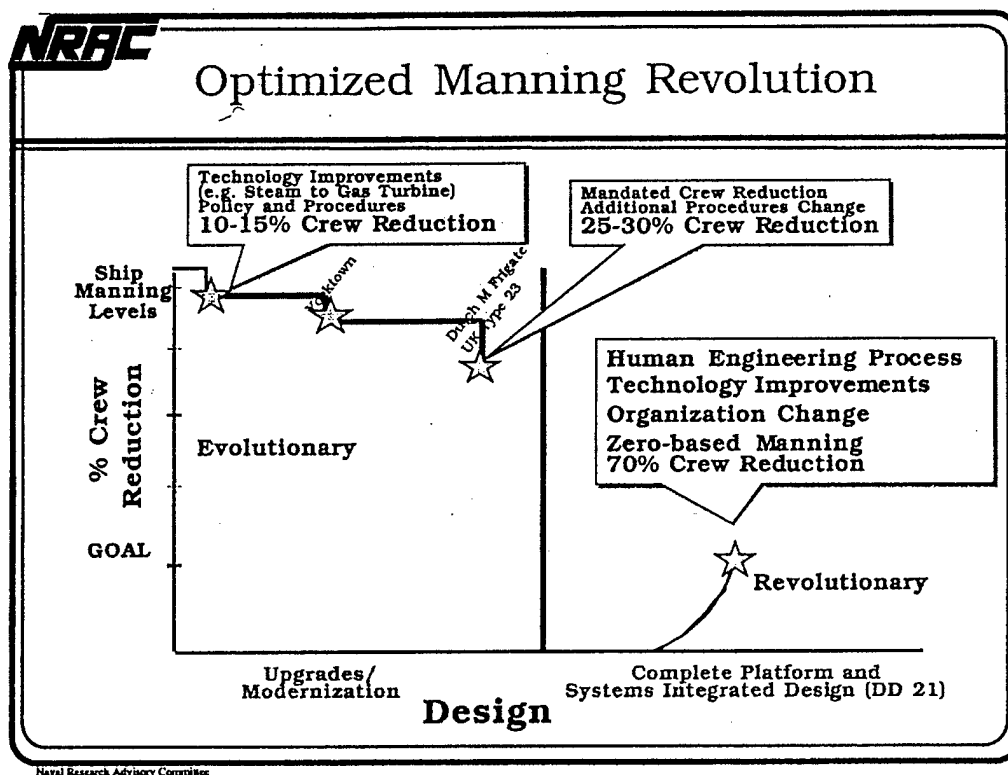 NRAC
Optimized Manning Revolution
Technology Improvements
(e.g. Steam to Gas Turbine)
Policy and Procedures
10-15% Crew Reduction
Mandated Crew Reduction
Additional Procedures Change
25-30% Crew Reduction
Ship
Manning
Levels
Yorktown
Dutch M Frigate
UK Type 23
Human Engineering Process
Technology Improvements
Organization Change
Zero-based Manning
70% Crew Reduction
% Crew
Reduction
Evolutionary
GOAL
Revolutionary
Upgrades/
Modernization
Complete Platform and
Systems Integrated Design (DD 21)
Design
Naval Research Advisory Committee